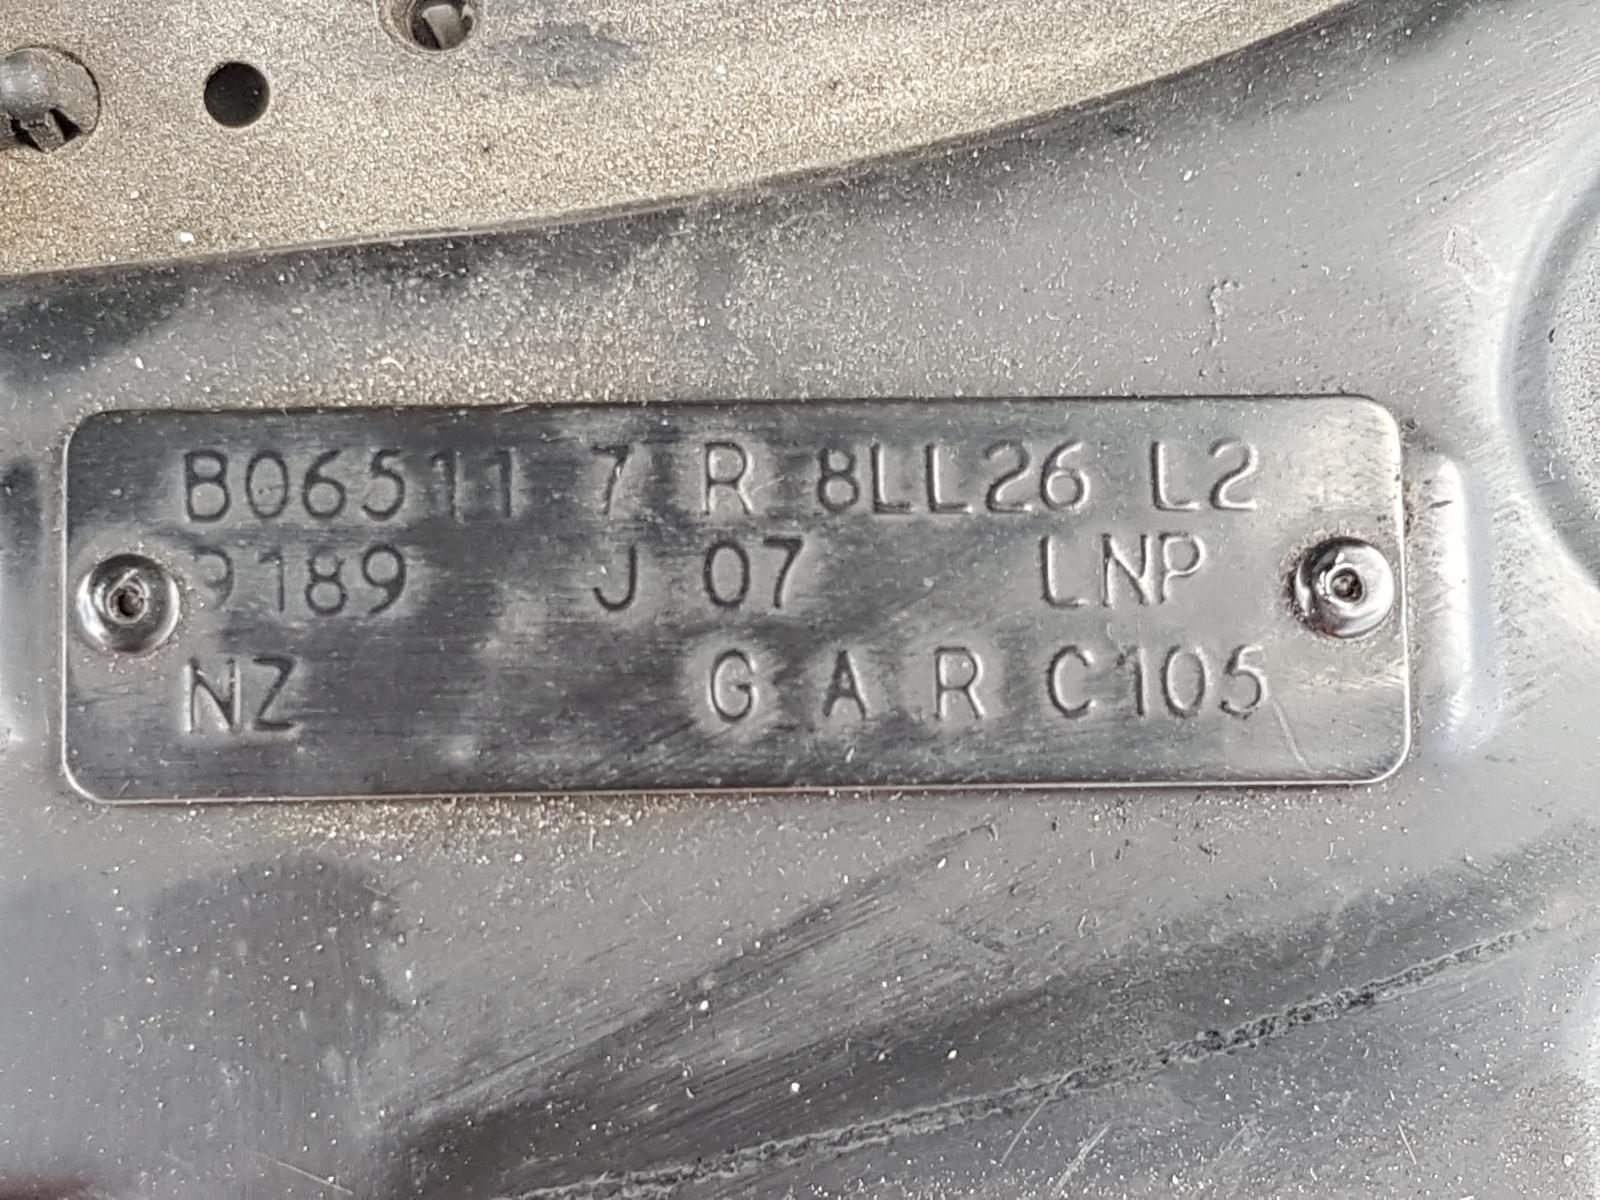 B06511 7 R 8LL26 L2
9189 J 07 LNP
NZ G A R C105